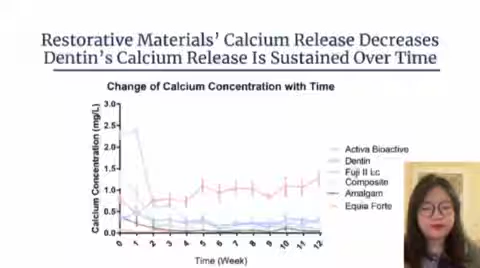 Restorative Materials' Calcium Release Decreases
Dentin's Calcium Release Is Sustained Over Time
Change of Calcium Concentration with Time
Calcium Concentration (mg/L)
3.0
2.5
2.0
1.5
1.0
0.5
0.0
0 1 2 3 4 5 6 7 8 9 10 11 12
Time (Week)
Activa Bioactive
Dentin
Fuji II Lc
Composite
Amalgam
Equia Forte